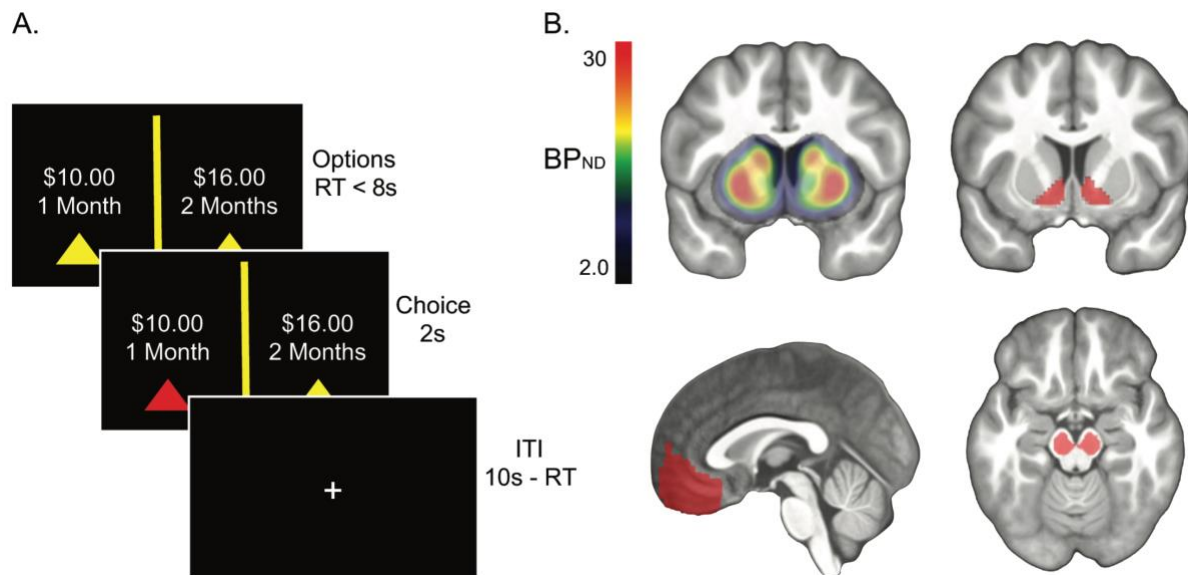 A.
$10.00
1 Month
$16.00
2 Months
Options
RT < 8s
$10.00
1 Month
$16.00
2 Months
Choice
2s
+
ITI
10s - RT
B.
30
BPND
2.0